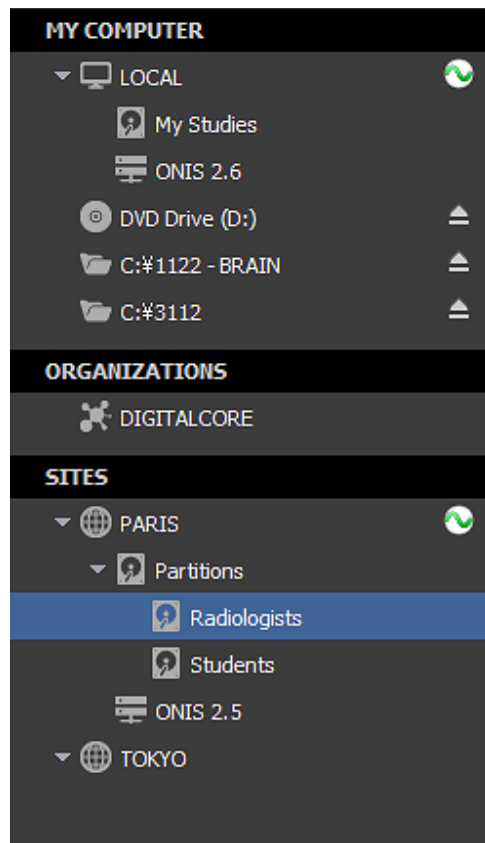 MY COMPUTER
LOCAL
My Studies
ONIS 2.6
DVD Drive (D:)
C:¥1122 - BRAIN
C:¥3112
ORGANIZATIONS
DIGITALCORE
SITES
PARIS
Partitions
Radiologists
Students
ONIS 2.5
TOKYO